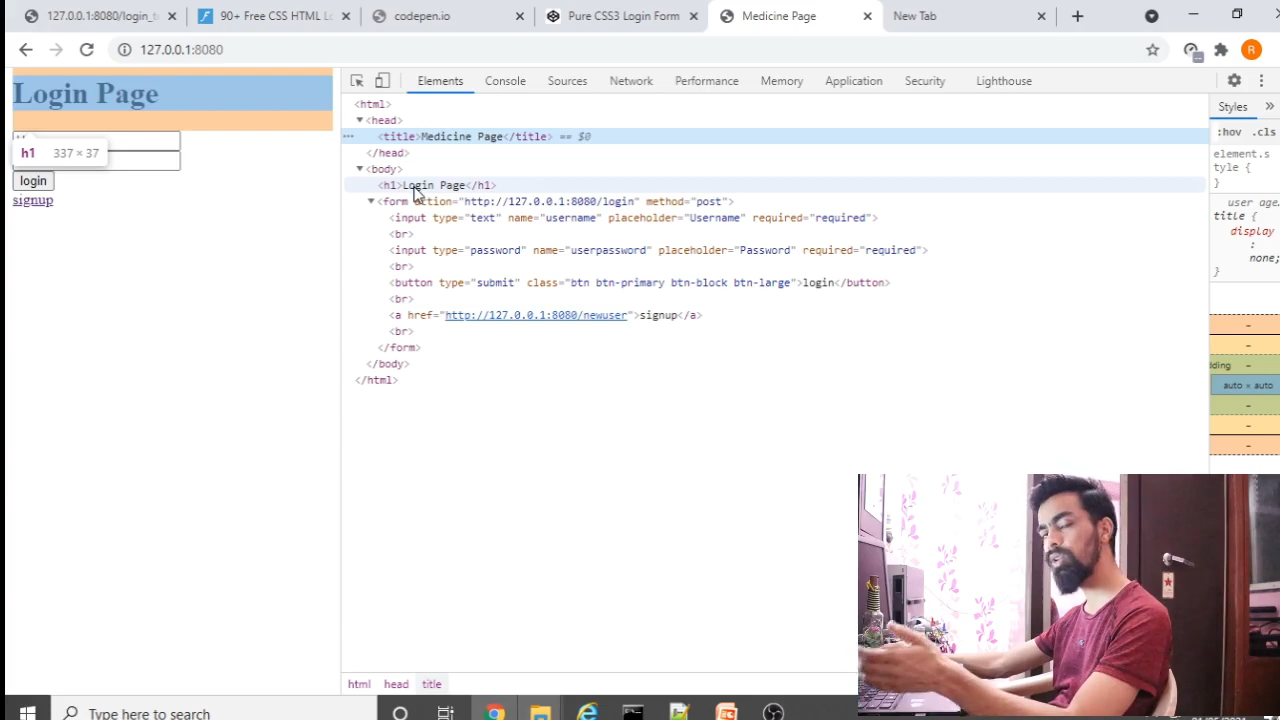 127.0.0.1:8080/login_t
90+ Free CSS HTML L
codepen.io
Pure CSS3 Login Form
Medicine Page
New Tab
127.0.0.1:8080
R
Login Page
h1 337 × 37
login
signup
Elements
Console
Sources
Network
Performance
Memory
Application
Security
Lighthouse
<html>
<head>
<title>Medicine Page</title> == $0
</head>
<body>
<h1>Login Page</h1>
<form action="http://127.0.0.1:8080/login" method="post">
<input type="text" name="username" placeholder="Username" required="required">
<br>
<input type="password" name="userpassword" placeholder="Password" required="required">
<br>
<button type="submit" class="btn btn-primary btn-block btn-large">login</button>
<br>
<a href="http://127.0.0.1:8080/newuser">signup</a>
<br>
</form>
</body>
</html>
Styles »
:hov .cls
element.s
tyle {
}
user age…
title {
display
:
none;
}
dding
auto × auto
html head title
Type here to search